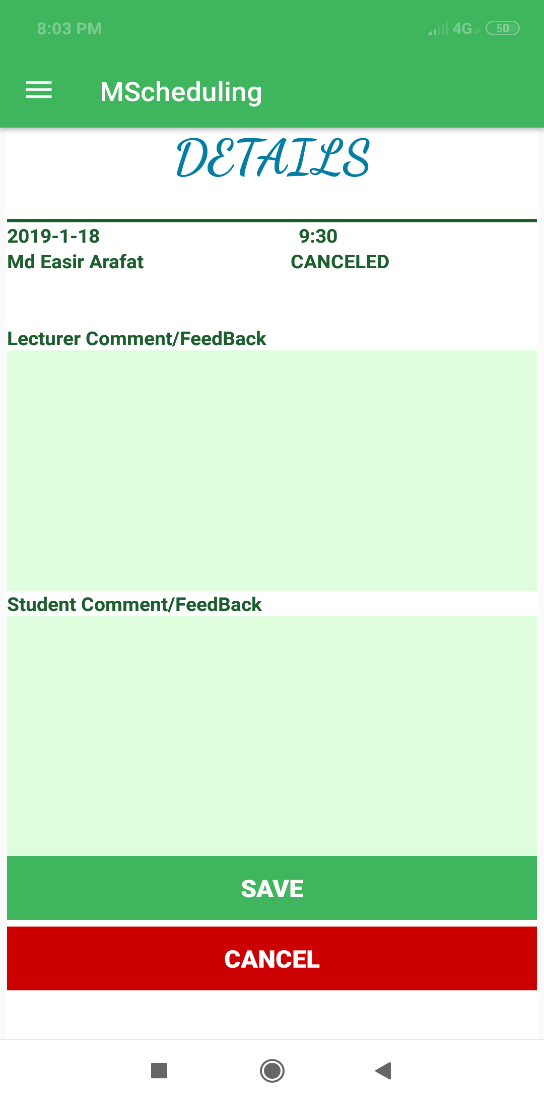 8:03 PM 4G 50
MScheduling
DETAILS
2019-1-18 9:30
Md Easir Arafat CANCELED
Lecturer Comment/FeedBack
Student Comment/FeedBack
SAVE
CANCEL